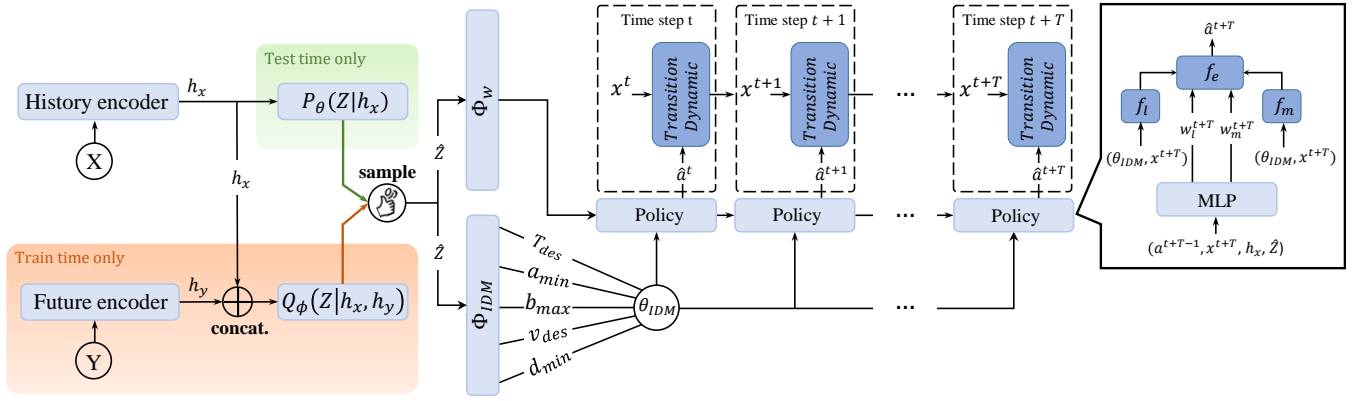 Test time only
History encoder
h_x
P_θ(Z|h_x)
X
h_x
sample
Train time only
Future encoder
h_y
concat.
Q_ϕ(Z|h_x, h_y)
Y
Ẑ
Ẑ
Φ_w
Φ_IDM
T_des
a_min
b_max
v_des
d_min
θ_IDM
Time step t
x^t
Transition
Dynamic
â^t
Policy
Time step t + 1
x^{t+1}
Transition
Dynamic
â^{t+1}
Policy
...
...
...
Time step t + T
x^{t+T}
Transition
Dynamic
â^{t+T}
Policy
â^{t+T}
f_e
f_l
f_m
w_l^{t+T}
w_m^{t+T}
(θ_IDM, x^{t+T})
(θ_IDM, x^{t+T})
MLP
(a^{t+T-1}, x^{t+T}, h_x, Ẑ)